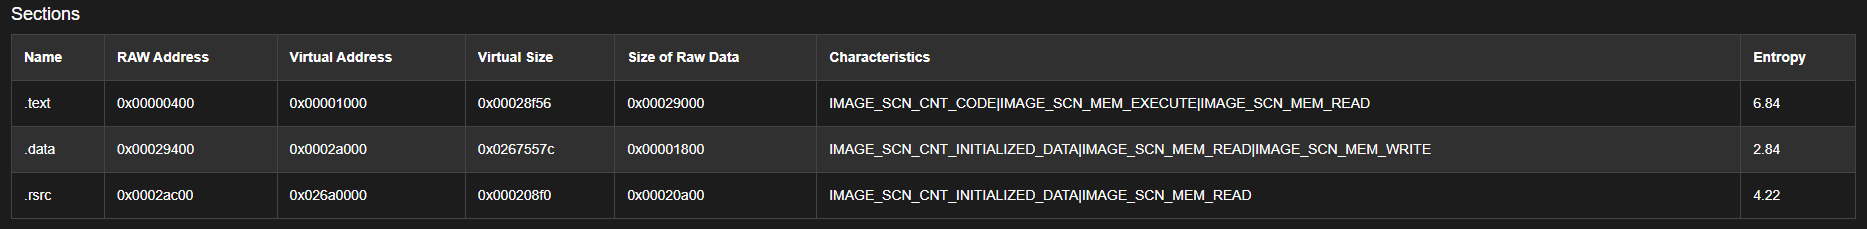 Sections
Name RAW Address Virtual Address Virtual Size Size of Raw Data Characteristics Entropy
.text 0x00000400 0x00001000 0x00028f56 0x00029000 IMAGE_SCN_CNT_CODE|IMAGE_SCN_MEM_EXECUTE|IMAGE_SCN_MEM_READ 6.84
.data 0x00029400 0x0002a000 0x0267557c 0x00001800 IMAGE_SCN_CNT_INITIALIZED_DATA|IMAGE_SCN_MEM_READ|IMAGE_SCN_MEM_WRITE 2.84
.rsrc 0x0002ac00 0x026a0000 0x000208f0 0x00020a00 IMAGE_SCN_CNT_INITIALIZED_DATA|IMAGE_SCN_MEM_READ 4.22